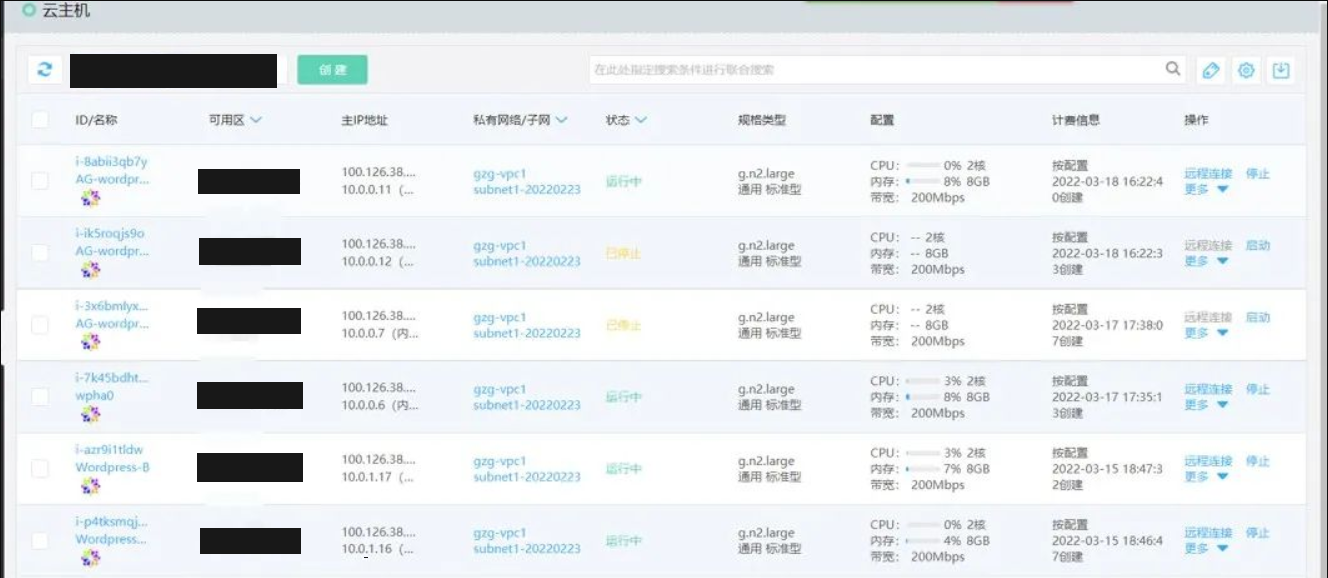 云主机
创建
在此处指定搜索条件进行联合搜索
ID/名称 可用区 主IP地址 私有网络/子网 状态 规格类型 配置 计费信息 操作
i-8abii3qb7y
AG-wordpr...
100.126.38....
10.0.0.11 (...
gzg-vpc1
subnet1-20220223
运行中
g.n2.large
通用 标准型
CPU: 0% 2核
内存: 8% 8GB
带宽: 200Mbps
按配置
2022-03-18 16:22:4
0创建
远程连接 停止
更多
i-ik5roqjs9o
AG-wordpr...
100.126.38....
10.0.0.12 (...
gzg-vpc1
subnet1-20220223
已停止
g.n2.large
通用 标准型
CPU: -- 2核
内存: -- 8GB
带宽: 200Mbps
按配置
2022-03-18 16:22:3
3创建
远程连接 启动
更多
i-3x6bmlyx...
AG-wordpr...
100.126.38....
10.0.0.7 (内...
gzg-vpc1
subnet1-20220223
已停止
g.n2.large
通用 标准型
CPU: -- 2核
内存: -- 8GB
带宽: 200Mbps
按配置
2022-03-17 17:38:0
7创建
远程连接 启动
更多
i-7k45bdht...
wpha0
100.126.38....
10.0.0.6 (内...
gzg-vpc1
subnet1-20220223
运行中
g.n2.large
通用 标准型
CPU: 3% 2核
内存: 8% 8GB
带宽: 200Mbps
按配置
2022-03-17 17:35:1
3创建
远程连接 停止
更多
i-azr9i1tldw
Wordpress-B
100.126.38....
10.0.1.17 (...
gzg-vpc1
subnet1-20220223
运行中
g.n2.large
通用 标准型
CPU: 3% 2核
内存: 7% 8GB
带宽: 200Mbps
按配置
2022-03-15 18:47:3
2创建
远程连接 停止
更多
i-p4tksmqj...
Wordpress...
100.126.38....
10.0.1.16 (...
gzg-vpc1
subnet1-20220223
运行中
g.n2.large
通用 标准型
CPU: 0% 2核
内存: 4% 8GB
带宽: 200Mbps
按配置
2022-03-15 18:46:4
7创建
远程连接 停止
更多